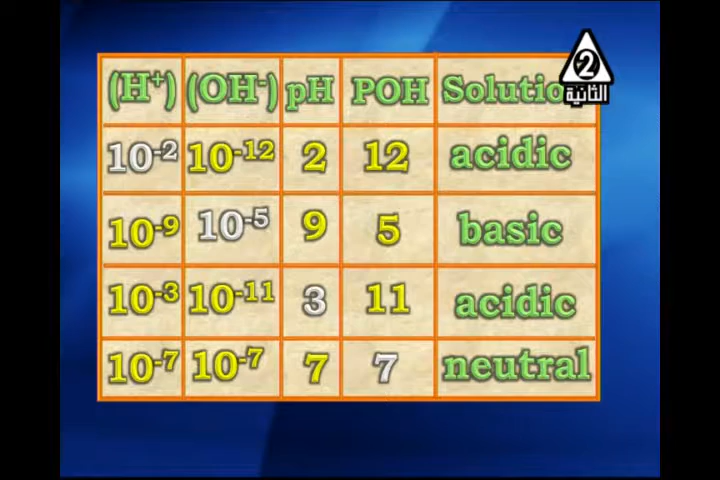 (H⁺) (OH⁻) pH POH Solution
10⁻² 10⁻¹² 2 12 acidic
10⁻⁹ 10⁻⁵ 9 5 basic
10⁻³ 10⁻¹¹ 3 11 acidic
10⁻⁷ 10⁻⁷ 7 7 neutral
2
الثانية